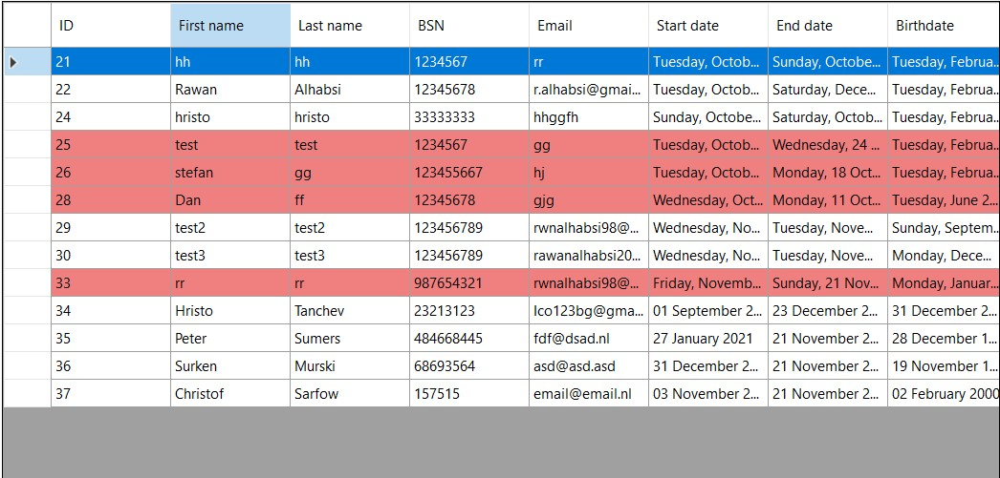 ID First name Last name BSN Email Start date End date Birthdate
21 hh hh 1234567 rr Tuesday, Octob... Sunday, Octobe... Tuesday, Februa...
22 Rawan Alhabsi 12345678 r.alhabsi@gmai... Tuesday, Octob... Saturday, Dece... Tuesday, Februa...
24 hristo hristo 33333333 hhggfh Sunday, Octobe... Saturday, Octob... Tuesday, Februa...
25 test test 1234567 gg Tuesday, Octob... Wednesday, 24 ... Tuesday, Februa...
26 stefan gg 123455667 hj Tuesday, Octob... Monday, 18 Oct... Tuesday, Februa...
28 Dan ff 12345678 gjg Wednesday, Oct... Monday, 11 Oct... Tuesday, June 2...
29 test2 test2 123456789 rwnalhabsi98@... Wednesday, No... Tuesday, Nove... Sunday, Septem...
30 test3 test3 123456789 rawanalhabsi20... Wednesday, No... Tuesday, Nove... Monday, Dece...
33 rr rr 987654321 rwnalhabsi98@... Friday, Novemb... Sunday, 21 Nov... Monday, Januar...
34 Hristo Tanchev 23213123 Ico123bg@gma... 01 September 2... 23 December 2... 31 December 2...
35 Peter Sumers 484668445 fdf@dsad.nl 27 January 2021 21 November 2... 28 December 1...
36 Surken Murski 68693564 asd@asd.asd 31 December 2... 21 November 2... 19 November 1...
37 Christof Sarfow 157515 email@email.nl 03 November 2... 21 November 2... 02 February 2000